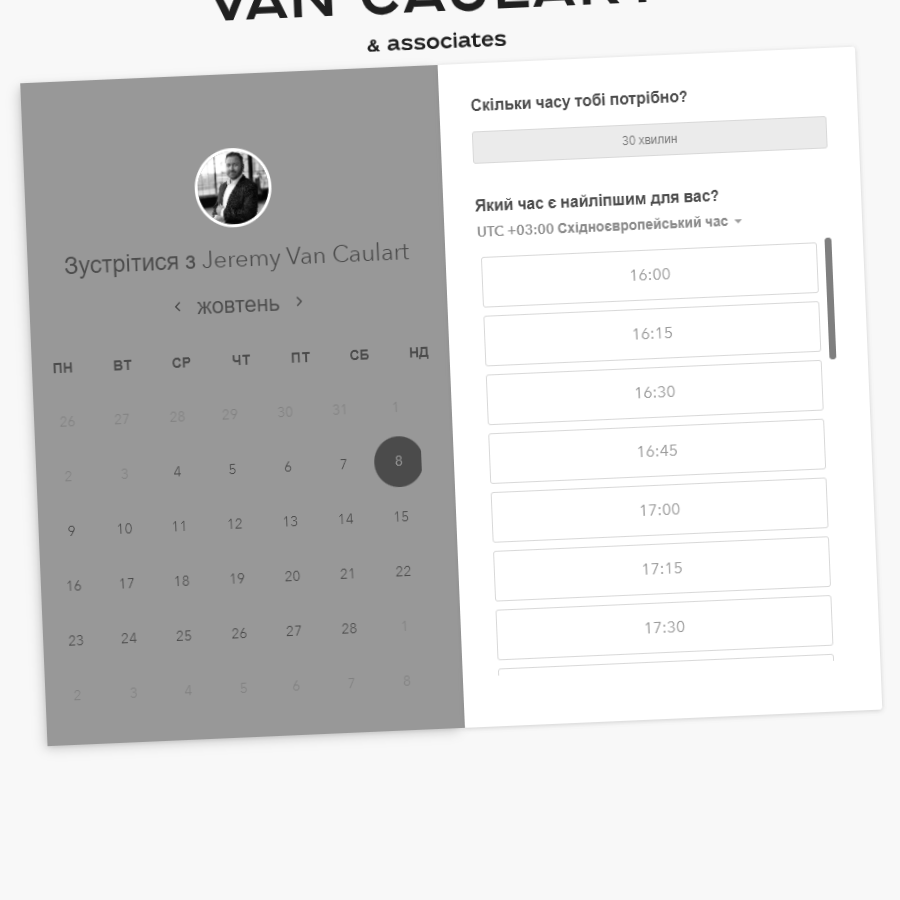 VAN CAULART
& associates
Зустрітися з Jeremy Van Caulart
< жовтень >
ПН ВТ СР ЧТ ПТ СБ НД
26 27 28 29 30 31 1
2 3 4 5 6 7 8
9 10 11 12 13 14 15
16 17 18 19 20 21 22
23 24 25 26 27 28 1
2 3 4 5 6 7 8
Скільки часу тобі потрібно?
30 хвилин
Який час є найліпшим для вас?
UTC +03:00 Східноєвропейський час
16:00
16:15
16:30
16:45
17:00
17:15
17:30